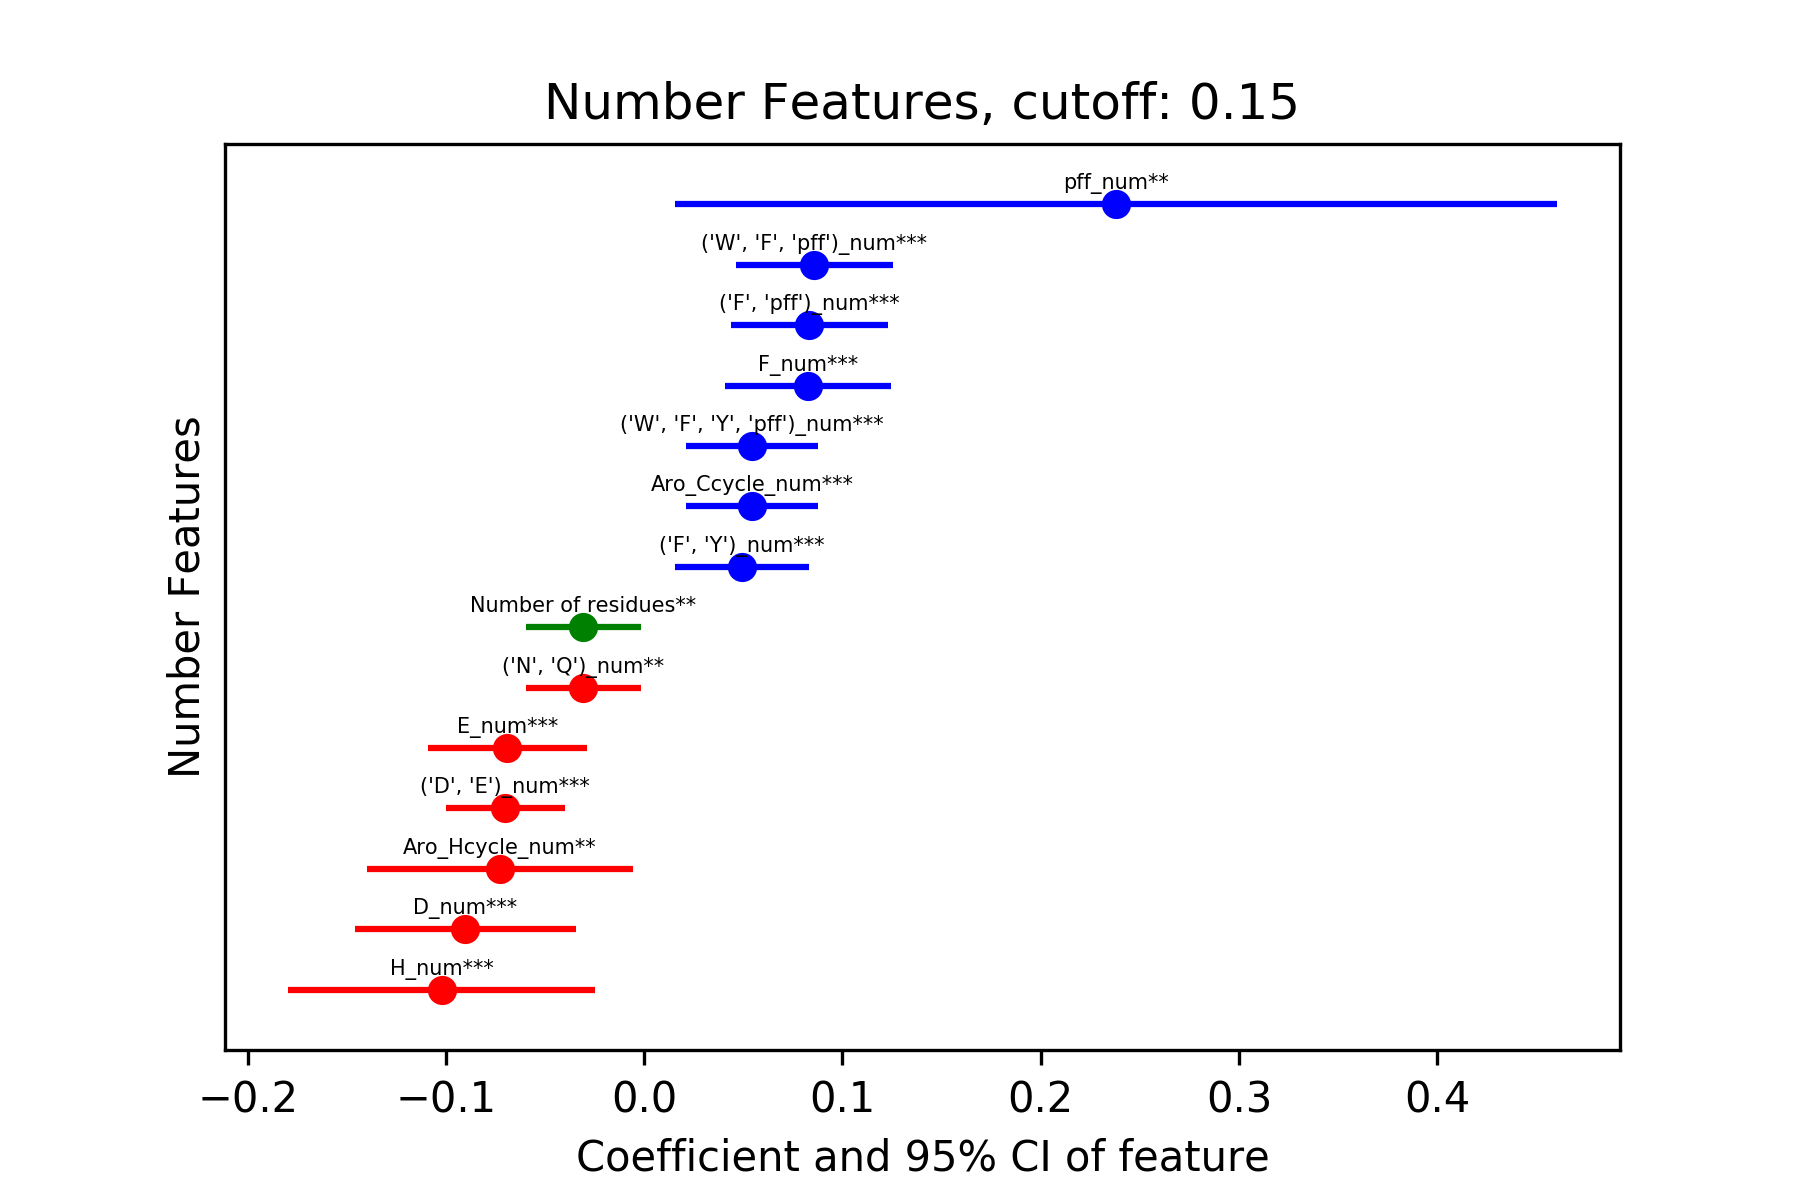 Number Features, cutoff: 0.15
pff_num**
('W', 'F', 'pff')_num***
('F', 'pff')_num***
F_num***
('W', 'F', 'Y', 'pff')_num***
Aro_Ccycle_num***
('F', 'Y')_num***
Number of residues**
('N', 'Q')_num**
E_num***
('D', 'E')_num***
Aro_Hcycle_num**
D_num***
H_num***
Number Features
−0.2 −0.1 0.0 0.1 0.2 0.3 0.4
Coefficient and 95% CI of feature